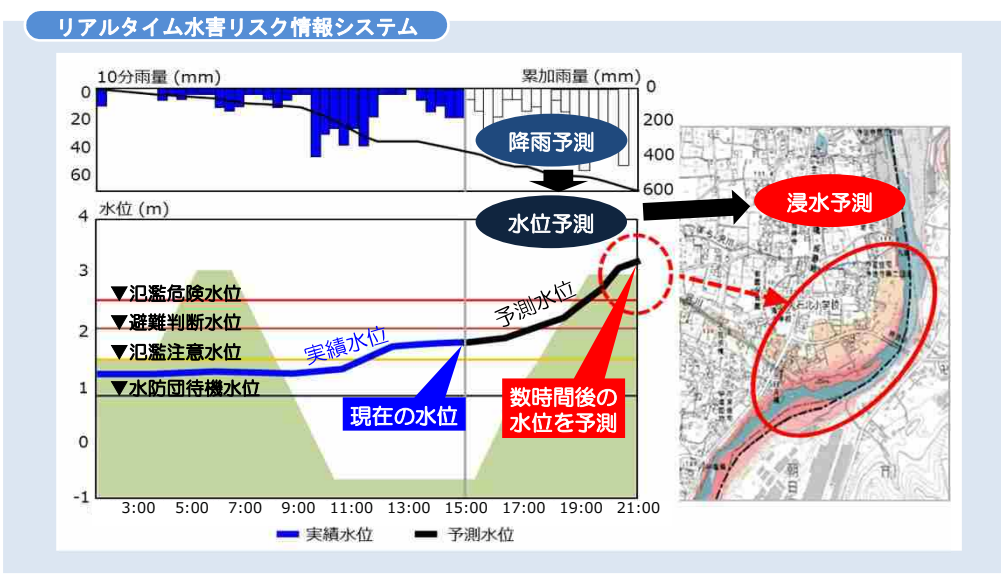 リアルタイム水害リスク情報システム
10分雨量 (mm)
累加雨量 (mm)
0
20
40
60
0
200
400
600
降雨予測
水位予測
浸水予測
水位 (m)
4
3
2
1
0
-1
▼氾濫危険水位
▼避難判断水位
▼氾濫注意水位
▼水防団待機水位
実績水位
予測水位
現在の水位
数時間後の
水位を予測
3:00 5:00 7:00 9:00 11:00 13:00 15:00 17:00 19:00 21:00
実績水位 予測水位
朝
日